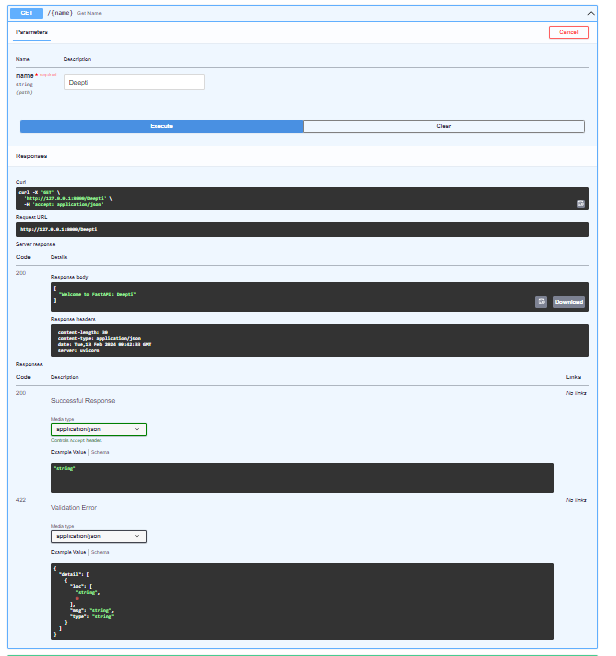 GET /{name} Get Name
Parameters Cancel
Name Description
name * required
string
(path)
Deepti
Execute Clear
Responses
Curl
curl -X 'GET' \
'http://127.0.0.1:8000/Deepti' \
-H 'accept: application/json'
Request URL
http://127.0.0.1:8000/Deepti
Server response
Code Details
200
Response body
[
"Welcome to FastAPI: Deepti"
]
Download
Response headers
content-length: 30
content-type: application/json
date: Tue,13 Feb 2024 09:42:33 GMT
server: uvicorn
Responses
Code Description Links
200 No links
Successful Response
Media type
application/json
Controls Accept header.
Example Value | Schema
"string"
422 No links
Validation Error
Media type
application/json
Example Value | Schema
{
"detail": [
{
"loc": [
"string",
0
],
"msg": "string",
"type": "string"
}
]
}